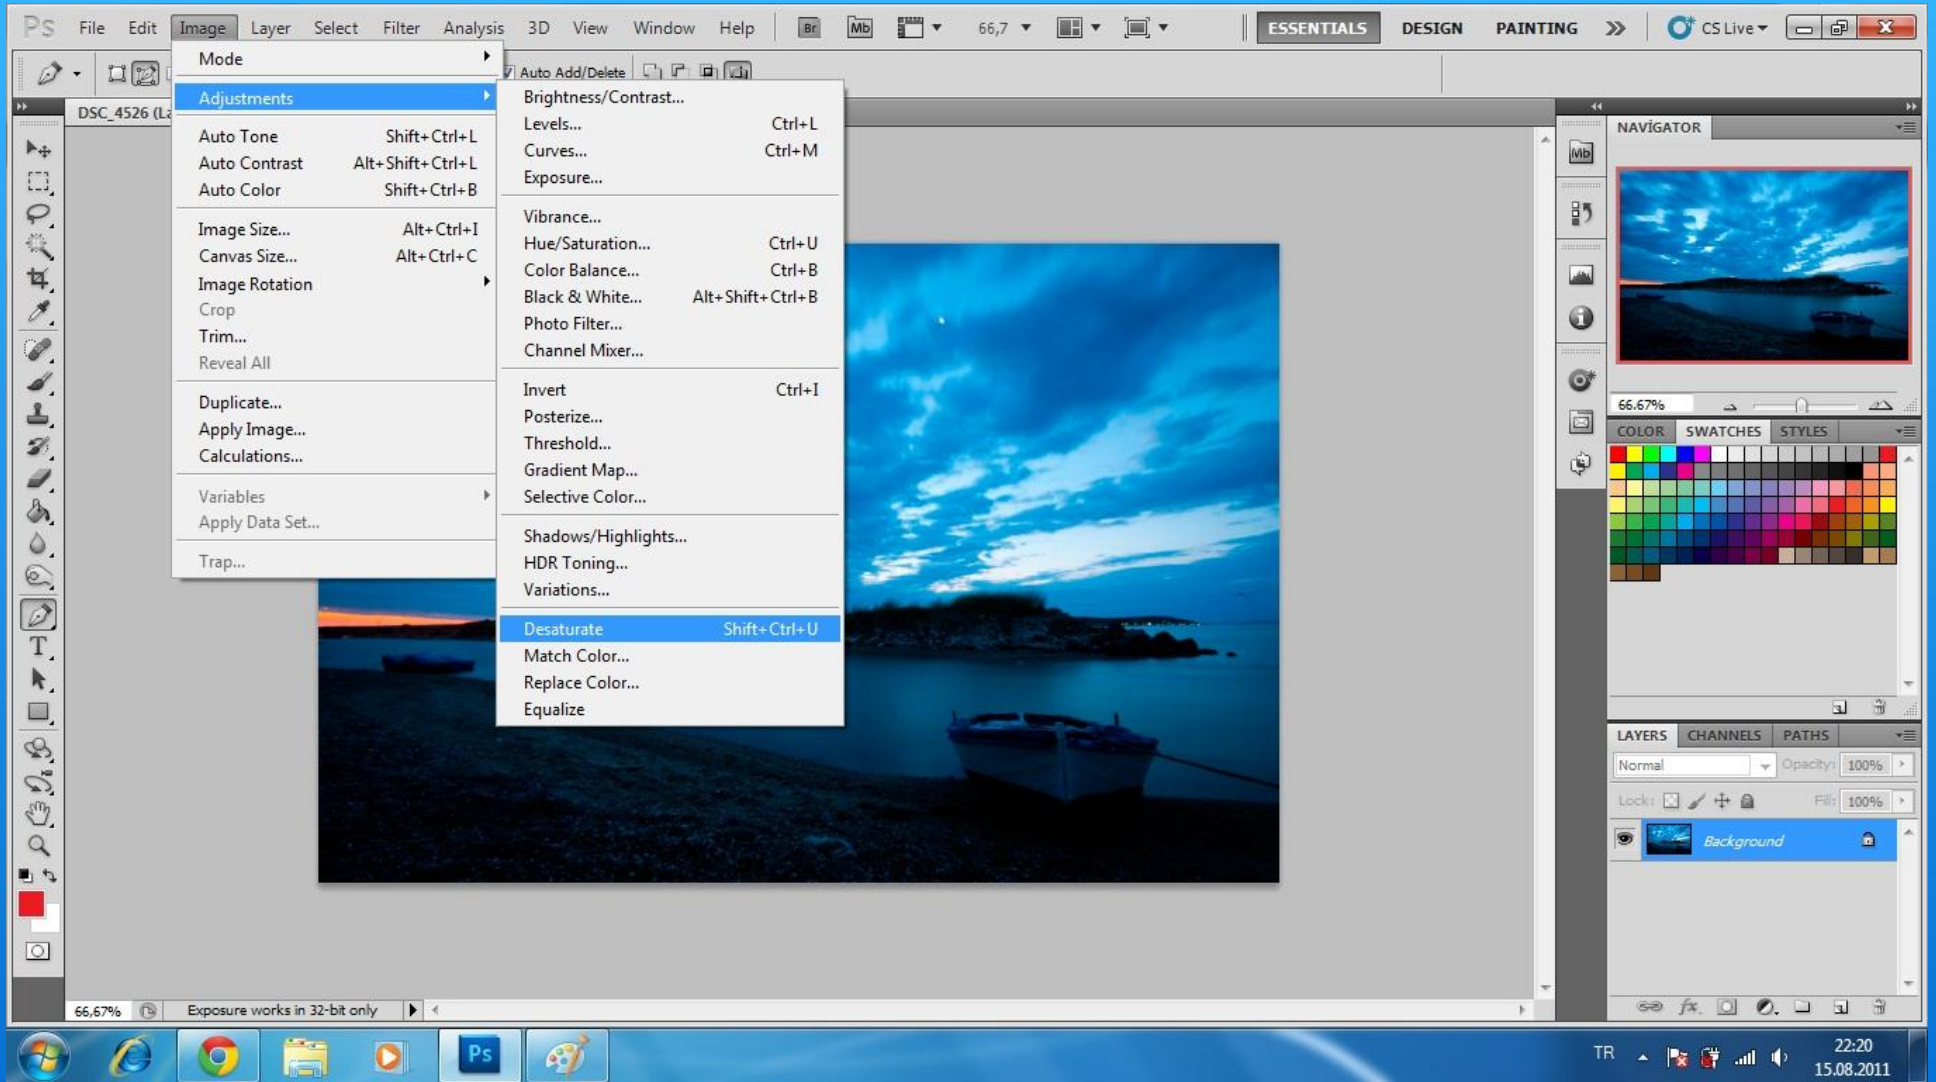 Ps File Edit Image Layer Select Filter Analysis 3D View Window Help Br Mb 66,7 ESSENTIALS DESIGN PAINTING CS Live
Auto Add/Delete
DSC_4526
Mode
Adjustments
Auto Tone Shift+Ctrl+L
Auto Contrast Alt+Shift+Ctrl+L
Auto Color Shift+Ctrl+B
Image Size... Alt+Ctrl+I
Canvas Size... Alt+Ctrl+C
Image Rotation
Crop
Trim...
Reveal All
Duplicate...
Apply Image...
Calculations...
Variables
Apply Data Set...
Trap...
Brightness/Contrast...
Levels... Ctrl+L
Curves... Ctrl+M
Exposure...
Vibrance...
Hue/Saturation... Ctrl+U
Color Balance... Ctrl+B
Black & White... Alt+Shift+Ctrl+B
Photo Filter...
Channel Mixer...
Invert Ctrl+I
Posterize...
Threshold...
Gradient Map...
Selective Color...
Shadows/Highlights...
HDR Toning...
Variations...
Desaturate Shift+Ctrl+U
Match Color...
Replace Color...
Equalize
T
Mb
NAVİGATOR
66.67%
COLOR SWATCHES STYLES
LAYERS CHANNELS PATHS
Normal Opacity: 100%
Lock: Fill: 100%
Background
fx
66,67% Exposure works in 32-bit only
Ps
TR
22:20
15.08.2011